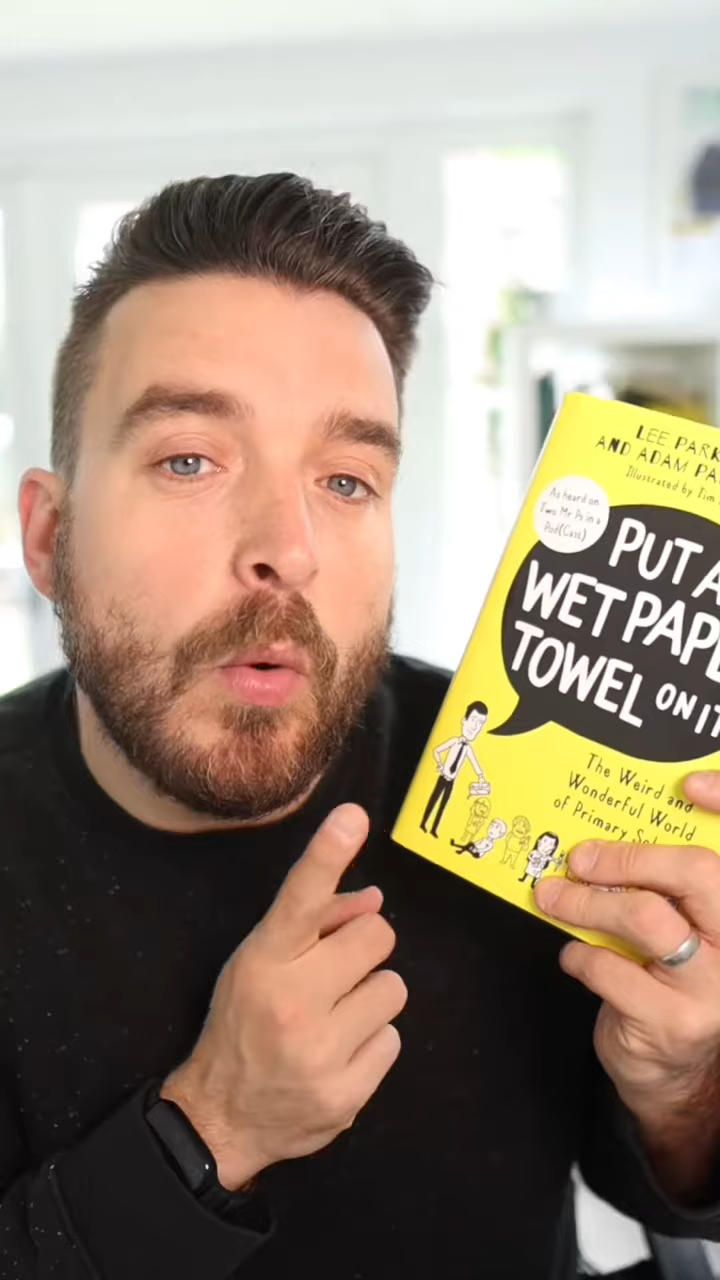 LEE PARK
AND ADAM PA
Illustrated by Tim
As heard on
Two Mr Ps in a
Pod(Cast)
PUT A
WET PAPE
TOWEL ON IT
The Weird and
Wonderful World
of Primary